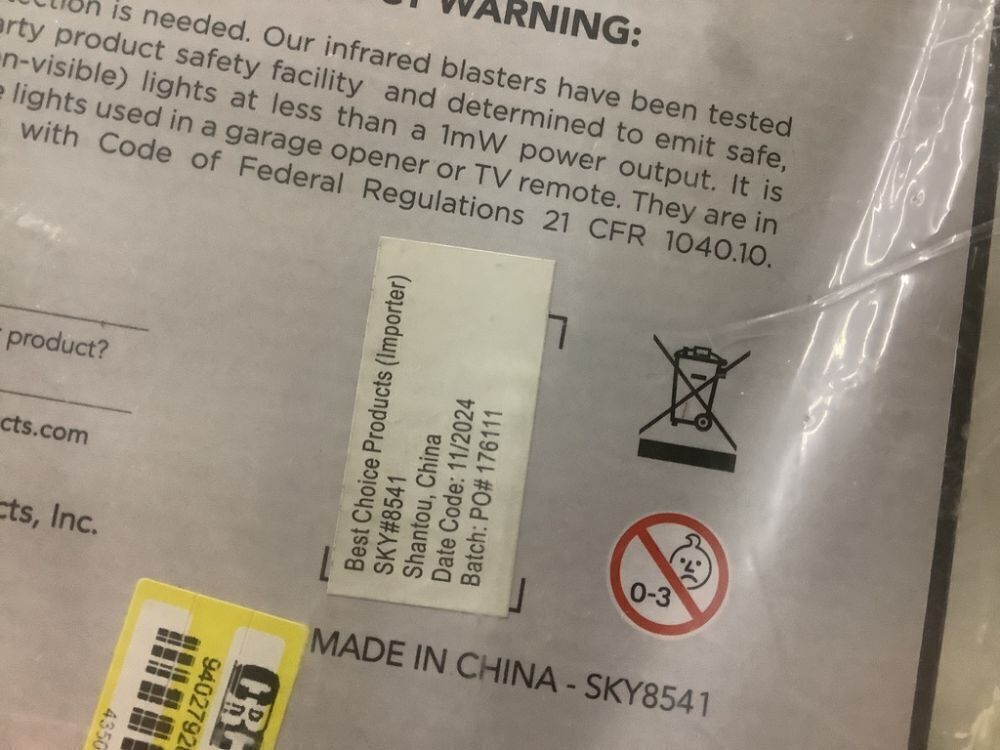 WARNING:
is needed. Our infrared blasters have been tested
product safety facility and determined to emit safe,
n-visible) lights at less than a 1mW power output. It is
lights used in a garage opener or TV remote. They are in
with Code of Federal Regulations 21 CFR 1040.10.
product?
cts.com
cts, Inc.
Best Choice Products (Importer)
SKY#8541
Shantou, China
Date Code: 11/2024
Batch: PO# 176111
0-3
MADE IN CHINA - SKY8541
9402792
4350